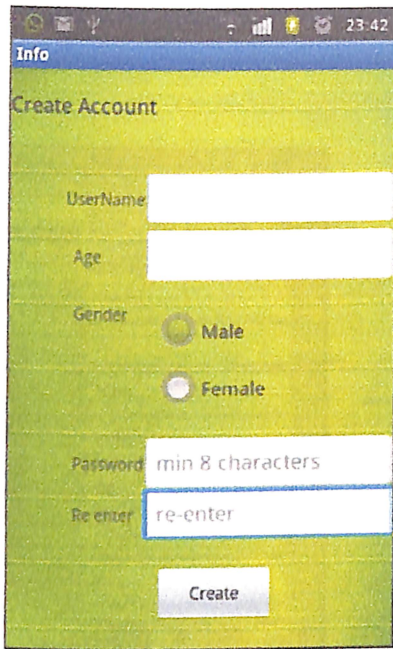 23:42
Info
Create Account
UserName
Age
Gender
Male
Female
Password min 8 characters
Re enter re-enter
Create